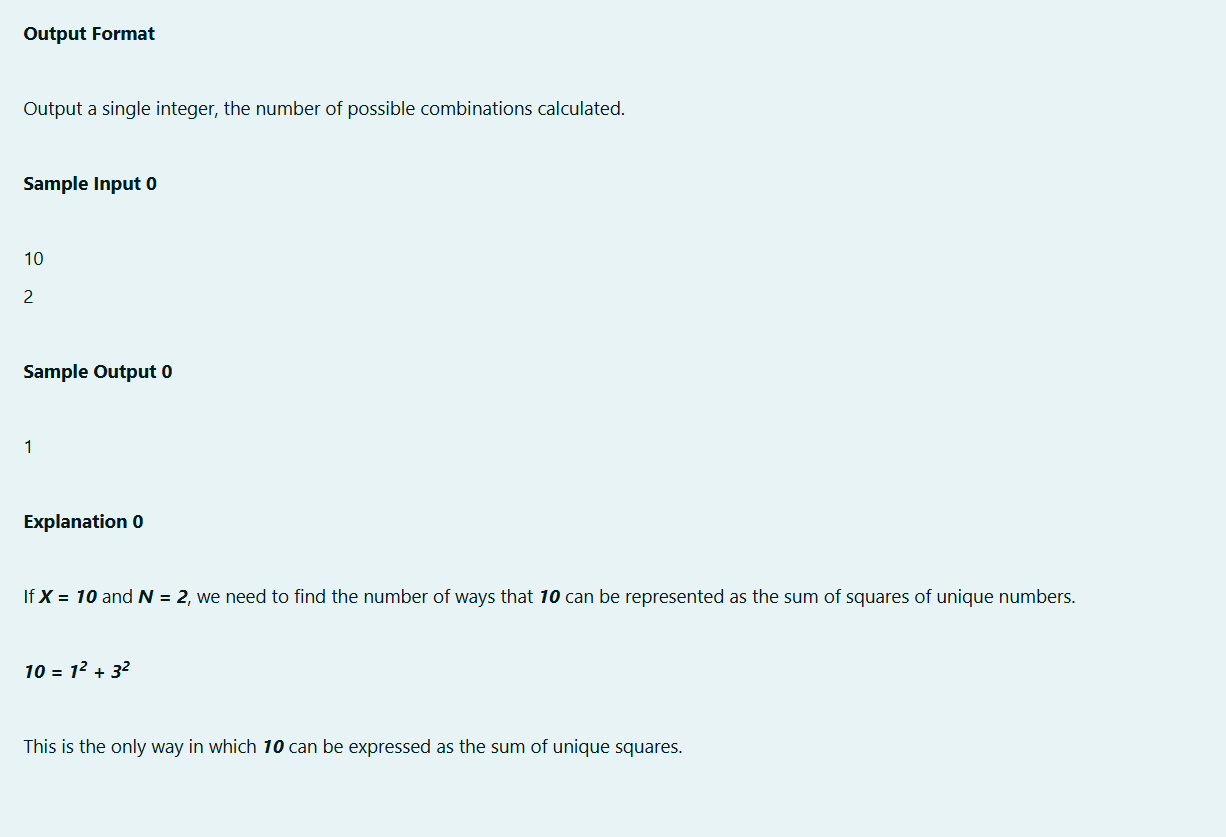 Output Format
Output a single integer, the number of possible combinations calculated.
Sample Input 0
10
2
Sample Output 0
1
Explanation 0
If X = 10 and N = 2, we need to find the number of ways that 10 can be represented as the sum of squares of unique numbers.
10 = 1² + 3²
This is the only way in which 10 can be expressed as the sum of unique squares.